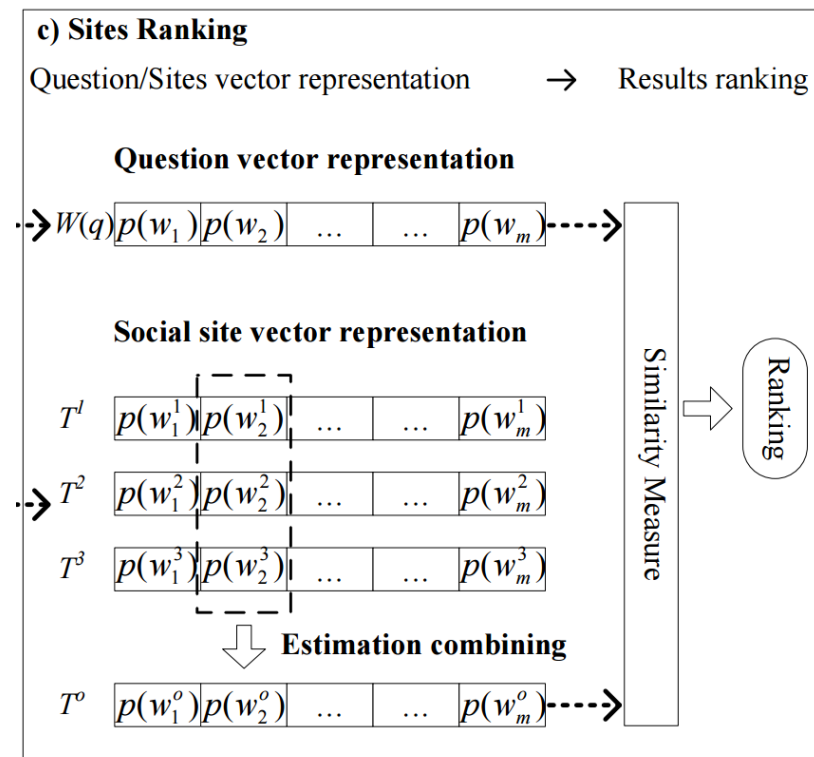 c) Sites Ranking
Question/Sites vector representation → Results ranking
Question vector representation
W(q) p(w₁) p(w₂) ... ... p(wₘ)
Social site vector representation
T¹ p(w₁¹) p(w₂¹) ... ... p(wₘ¹)
T² p(w₁²) p(w₂²) ... ... p(wₘ²)
T³ p(w₁³) p(w₂³) ... ... p(wₘ³)
Estimation combining
Tᵒ p(w₁ᵒ) p(w₂ᵒ) ... ... p(wₘᵒ)
Similarity Measure
Ranking